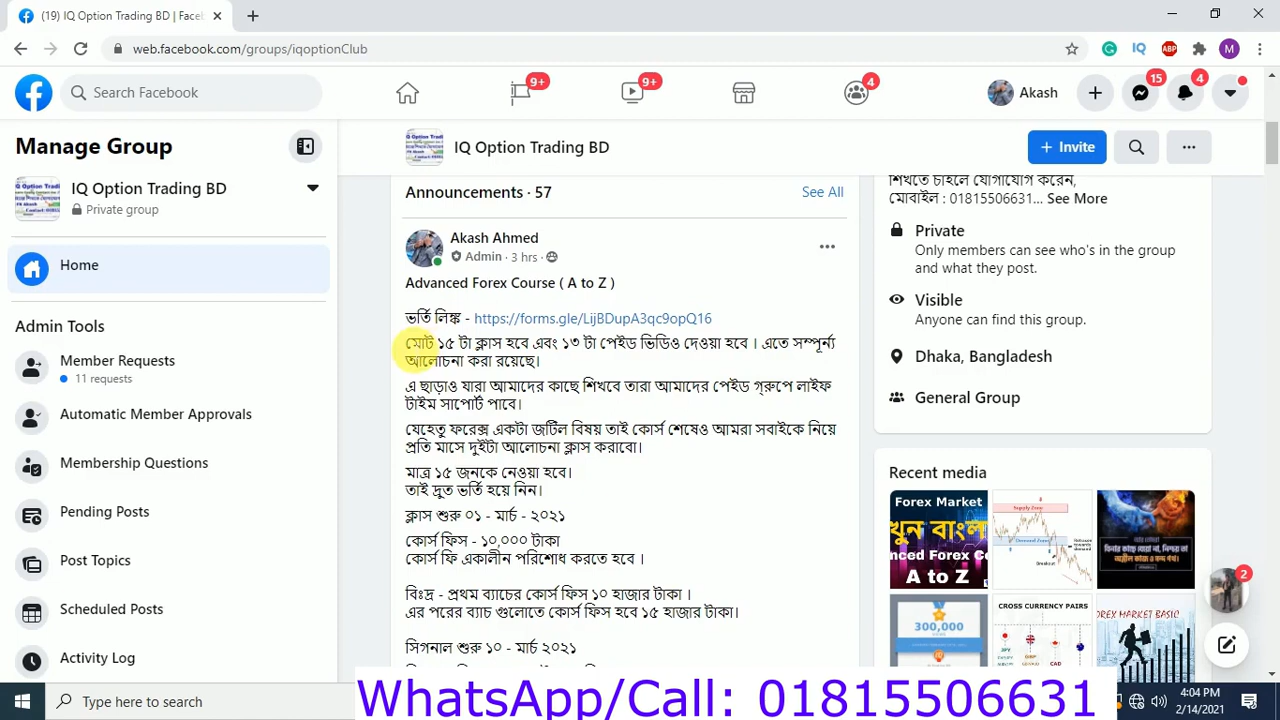 (19) IQ Option Trading BD | Face
web.facebook.com/groups/iqoptionClub
Search Facebook
9+
9+
4
Akash
15
4
Manage Group
IQ Option Trading BD
Private group
Home
Admin Tools
Member Requests
11 requests
Automatic Member Approvals
Membership Questions
Pending Posts
Post Topics
Scheduled Posts
Activity Log
IQ Option Trading BD
Invite
Announcements · 57
See All
Akash Ahmed
Admin · 3 hrs
Advanced Forex Course ( A to Z )
ভর্তি লিঙ্ক - https://forms.gle/LijBDupA3qc9opQ16
মোট ১৫ টা ক্লাস হবে এবং ১৩ টা পেইড ভিডিও দেওয়া হবে । এতে সম্পূর্ন্য
আলোচনা করা রয়েছে।
এ ছাড়াও যারা আমাদের কাছে শিখবে তারা আমাদের পেইড গ্রুপে লাইফ
টাইম সাপোর্ট পাবে।
যেহেতু ফরেক্স একটা জটিল বিষয় তাই কোর্স শেষেও আমরা সবাইকে নিয়ে
প্রতি মাসে দুইটা আলোচনা ক্লাস করাবো।
মাত্র ১৫ জনকে নেওয়া হবে।
তাই দ্রুত ভর্তি হয়ে নিন।
ক্লাস শুরু ০১ - মার্চ - ২০২১
কোর্স ফিস - ১০,০০০ টাকা
কোর্স ফি এককালীন পরিশোধ করতে হবে ।
বিঃদ্র - প্রথম ব্যাচের কোর্স ফিস ১০ হাজার টাকা ।
এর পরের ব্যাচ গুলোতে কোর্স ফিস হবে ১৫ হাজার টাকা।
সিগনাল শুরু ১০ - মার্চ ২০২১
শিখতে চাইলে যোগাযোগ করেন,
মোবাইল : 01815506631... See More
Private
Only members can see who's in the group
and what they post.
Visible
Anyone can find this group.
Dhaka, Bangladesh
General Group
Recent media
Forex Market
খুন বাংল
anced Forex Co
A to Z
Supply Zone
Demand Zone
Breakout
300,000
CROSS CURRENCY PAIRS
FOREX MARKET BASIC
2
Type here to search
WhatsApp/Call: 01815506631
4:04 PM
2/14/2021